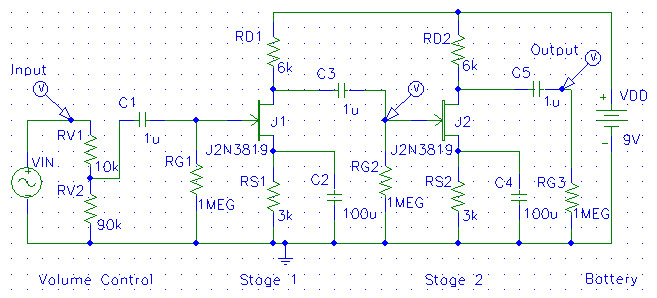 RD1
6k
RD2
6k
Output
Input
V
V
V
C1
1u
C3
1u
C5
1u
+
VDD
9V
-
RV1
10k
RV2
90k
VIN
+
-
J1
J2N3819
J2
J2N3819
RG1
1MEG
RS1
3k
C2
100u
RG2
1MEG
RS2
3k
C4
100u
RG3
1MEG
Volume Control
Stage 1
Stage 2
Battery